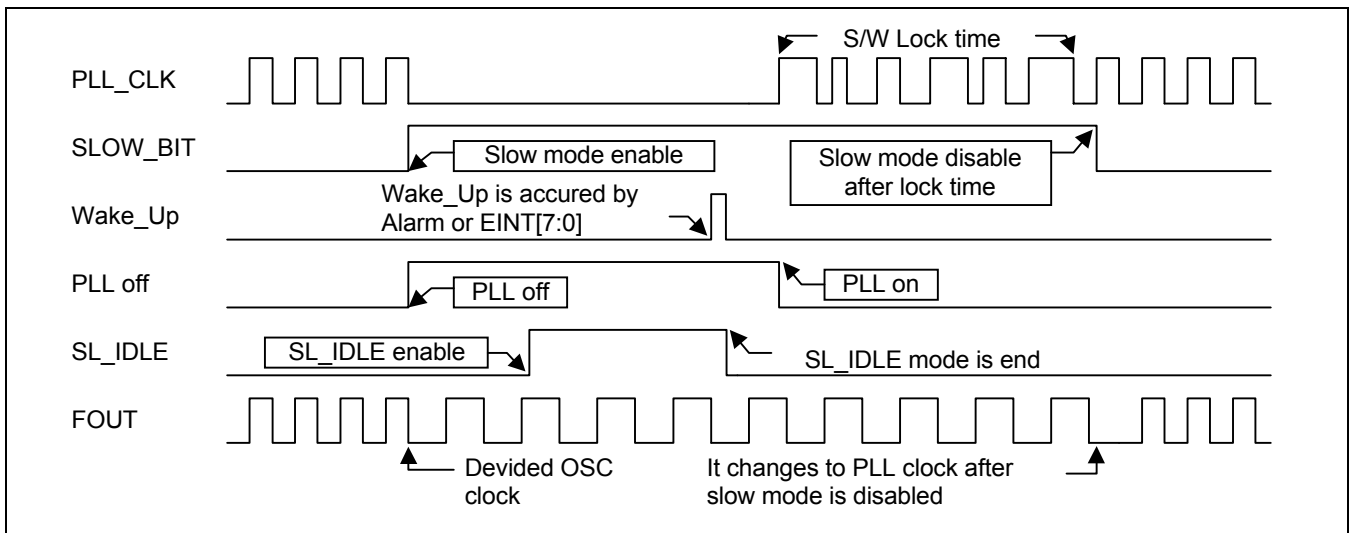 S/W Lock time
PLL_CLK
SLOW_BIT
Slow mode enable
Slow mode disable
after lock time
Wake_Up
Wake_Up is accured by
Alarm or EINT[7:0]
PLL off
PLL off
PLL on
SL_IDLE
SL_IDLE enable
SL_IDLE mode is end
FOUT
Devided OSC
clock
It changes to PLL clock after
slow mode is disabled